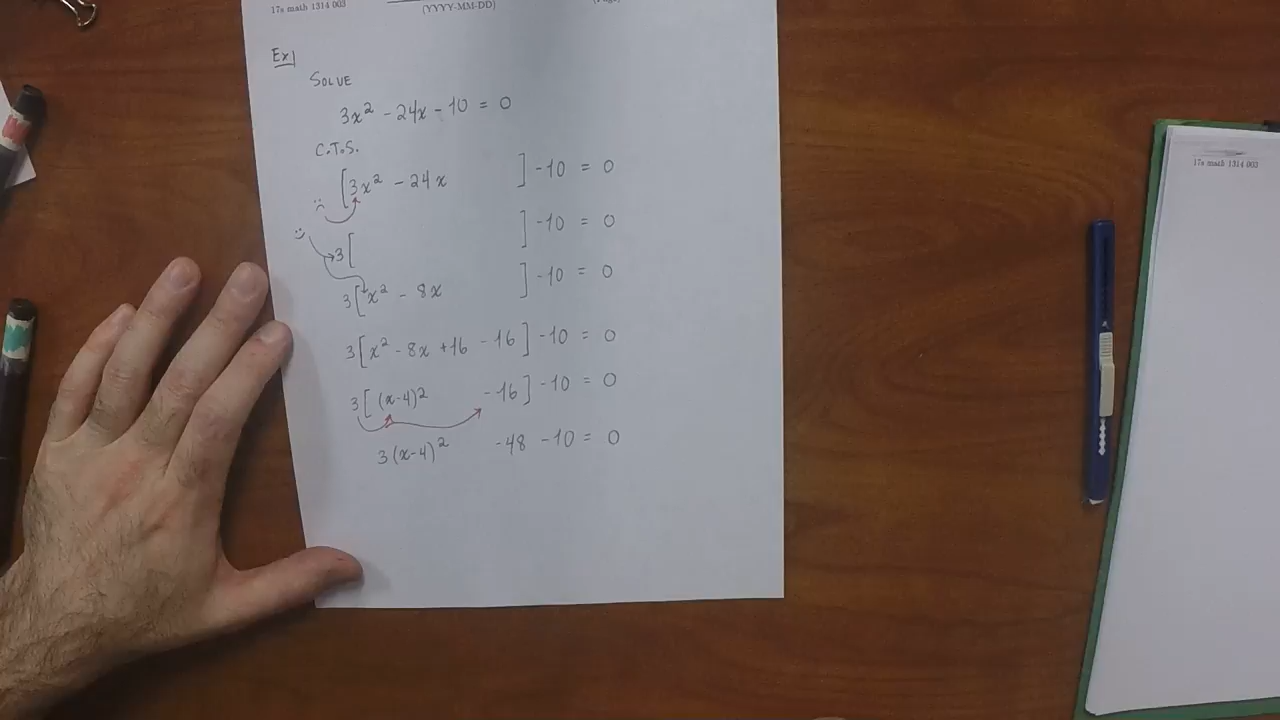 17a math 1314 003
(YYYY-MM-DD)
Ex1
SOLVE
3x² - 24x - 10 = 0
C.T.S.
[3x² - 24x ] - 10 = 0
3[ ] - 10 = 0
3[x² - 8x ] - 10 = 0
3[x² - 8x + 16 - 16] - 10 = 0
3[(x-4)² - 16] - 10 = 0
3(x-4)² - 48 - 10 = 0
17a math 1314 003